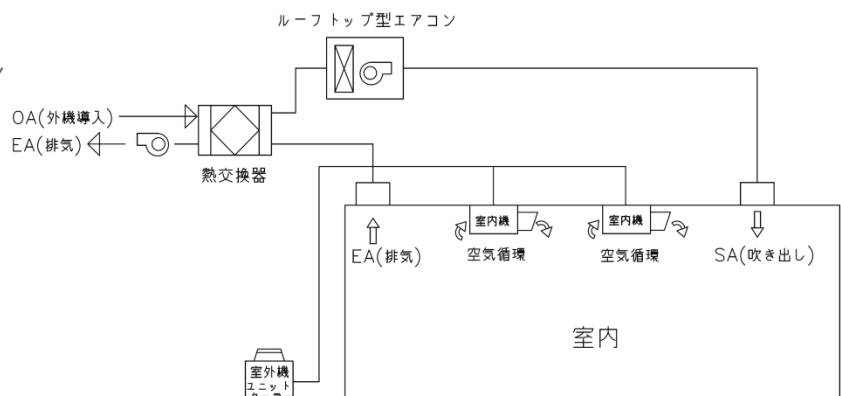 ルーフトップ型エアコン
OA(外機導入)
EA(排気)
熱交換器
室内機
室内機
EA(排気)
空気循環
空気循環
SA(吹き出し)
室内
室外機
ユニット